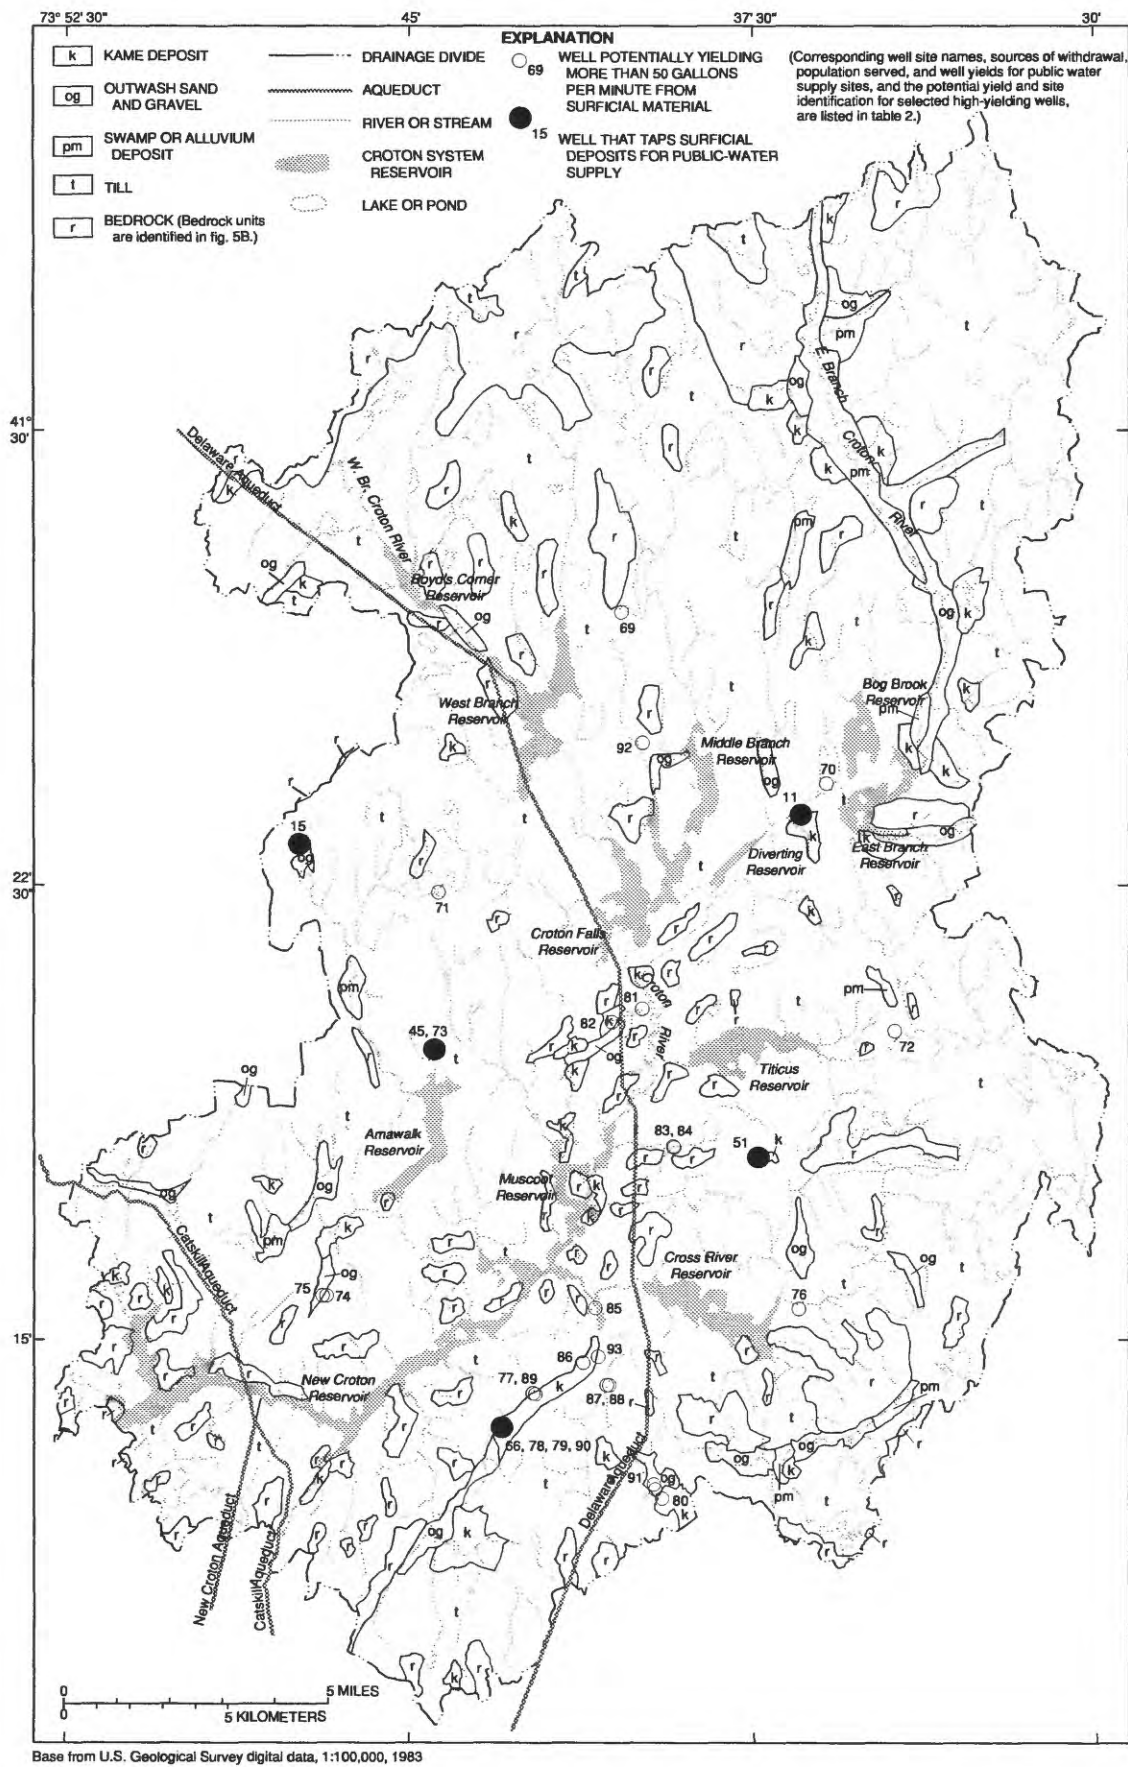 73° 52' 30"
45
37' 30"
30
EXPLANATION
k KAME DEPOSIT
og OUTWASH SAND
AND GRAVEL
pm SWAMP OR ALLUVIUM
DEPOSIT
t TILL
r BEDROCK (Bedrock units
are identified in fig. 5B.)
DRAINAGE DIVIDE
AQUEDUCT
RIVER OR STREAM
CROTON SYSTEM
RESERVOIR
LAKE OR POND
69 WELL POTENTIALLY YIELDING
MORE THAN 50 GALLONS
PER MINUTE FROM
SURFICIAL MATERIAL
15 WELL THAT TAPS SURFICIAL
DEPOSITS FOR PUBLIC-WATER
SUPPLY
(Corresponding well site names, sources of withdrawal,
population served, and well yields for public water
supply sites, and the potential yield and site
identification for selected high-yielding wells,
are listed in table 2.)
41°
30'
22'
30"
15'
Delaware Aqueduct
W. Br. Croton River
E. Branch
Croton
River
Boyd's Corner
Reservoir
West Branch
Reservoir
Middle Branch
Reservoir
Bog Brook
Reservoir
East Branch
Reservoir
Diverting
Reservoir
Croton Falls
Reservoir
Croton
River
Titicus
Reservoir
Amawalk
Reservoir
Muscoot
Reservoir
Cross River
Reservoir
New Croton
Reservoir
Catskill Aqueduct
New Croton Aqueduct
Catskill Aqueduct
Delaware Aqueduct
69
92
70
11
15
71
81
82
45, 73
72
83, 84
51
75
74
85
76
86
93
77, 89
87, 88
78, 79, 90
91
80
0
5 MILES
0
5 KILOMETERS
Base from U.S. Geological Survey digital data, 1:100,000, 1983